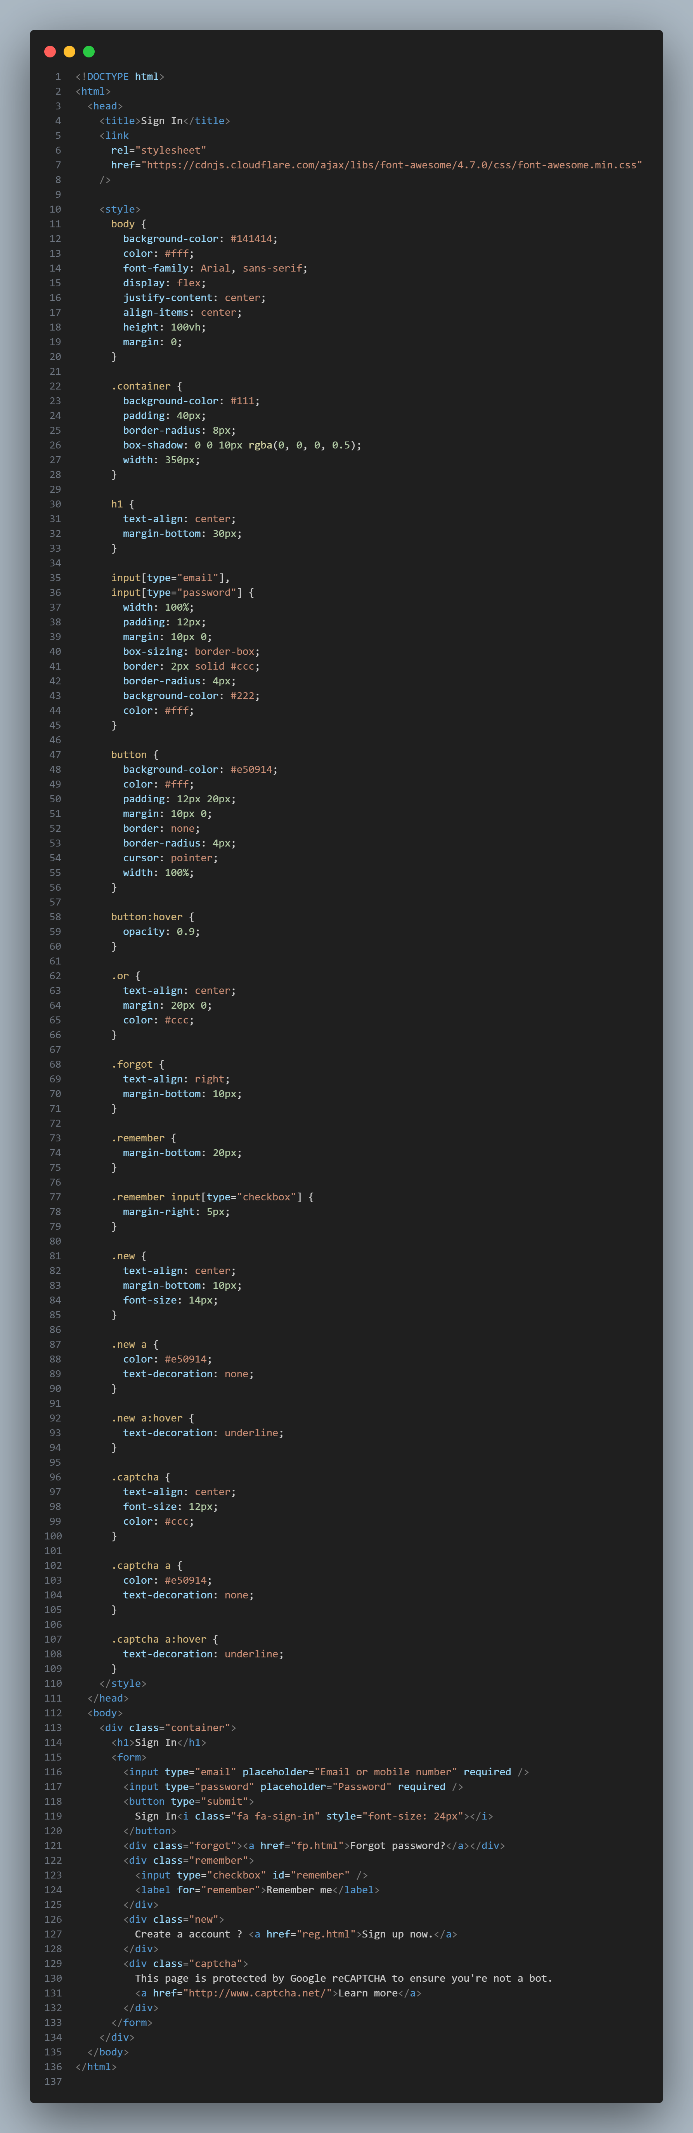 1 <!DOCTYPE html>
2 <html>
3   <head>
4     <title>Sign In</title>
5     <link
6       rel="stylesheet"
7       href="https://cdnjs.cloudflare.com/ajax/libs/font-awesome/4.7.0/css/font-awesome.min.css"
8     />
9
10     <style>
11       body {
12         background-color: #141414;
13         color: #fff;
14         font-family: Arial, sans-serif;
15         display: flex;
16         justify-content: center;
17         align-items: center;
18         height: 100vh;
19         margin: 0;
20       }
21
22       .container {
23         background-color: #111;
24         padding: 40px;
25         border-radius: 8px;
26         box-shadow: 0 0 10px rgba(0, 0, 0, 0.5);
27         width: 350px;
28       }
29
30       h1 {
31         text-align: center;
32         margin-bottom: 30px;
33       }
34
35       input[type="email"],
36       input[type="password"] {
37         width: 100%;
38         padding: 12px;
39         margin: 10px 0;
40         box-sizing: border-box;
41         border: 2px solid #ccc;
42         border-radius: 4px;
43         background-color: #222;
44         color: #fff;
45       }
46
47       button {
48         background-color: #e50914;
49         color: #fff;
50         padding: 12px 20px;
51         margin: 10px 0;
52         border: none;
53         border-radius: 4px;
54         cursor: pointer;
55         width: 100%;
56       }
57
58       button:hover {
59         opacity: 0.9;
60       }
61
62       .or {
63         text-align: center;
64         margin: 20px 0;
65         color: #ccc;
66       }
67
68       .forgot {
69         text-align: right;
70         margin-bottom: 10px;
71       }
72
73       .remember {
74         margin-bottom: 20px;
75       }
76
77       .remember input[type="checkbox"] {
78         margin-right: 5px;
79       }
80
81       .new {
82         text-align: center;
83         margin-bottom: 10px;
84         font-size: 14px;
85       }
86
87       .new a {
88         color: #e50914;
89         text-decoration: none;
90       }
91
92       .new a:hover {
93         text-decoration: underline;
94       }
95
96       .captcha {
97         text-align: center;
98         font-size: 12px;
99         color: #ccc;
100       }
101
102       .captcha a {
103         color: #e50914;
104         text-decoration: none;
105       }
106
107       .captcha a:hover {
108         text-decoration: underline;
109       }
110     </style>
111   </head>
112   <body>
113     <div class="container">
114       <h1>Sign In</h1>
115       <form>
116         <input type="email" placeholder="Email or mobile number" required />
117         <input type="password" placeholder="Password" required />
118         <button type="submit">
119           Sign In<i class="fa fa-sign-in" style="font-size: 24px"></i>
120         </button>
121         <div class="forgot"><a href="fp.html">Forgot password?</a></div>
122         <div class="remember">
123           <input type="checkbox" id="remember" />
124           <label for="remember">Remember me</label>
125         </div>
126         <div class="new">
127           Create a account ? <a href="reg.html">Sign up now.</a>
128         </div>
129         <div class="captcha">
130           This page is protected by Google reCAPTCHA to ensure you're not a bot.
131           <a href="http://www.captcha.net/">Learn more</a>
132         </div>
133       </form>
134     </div>
135   </body>
136 </html>
137